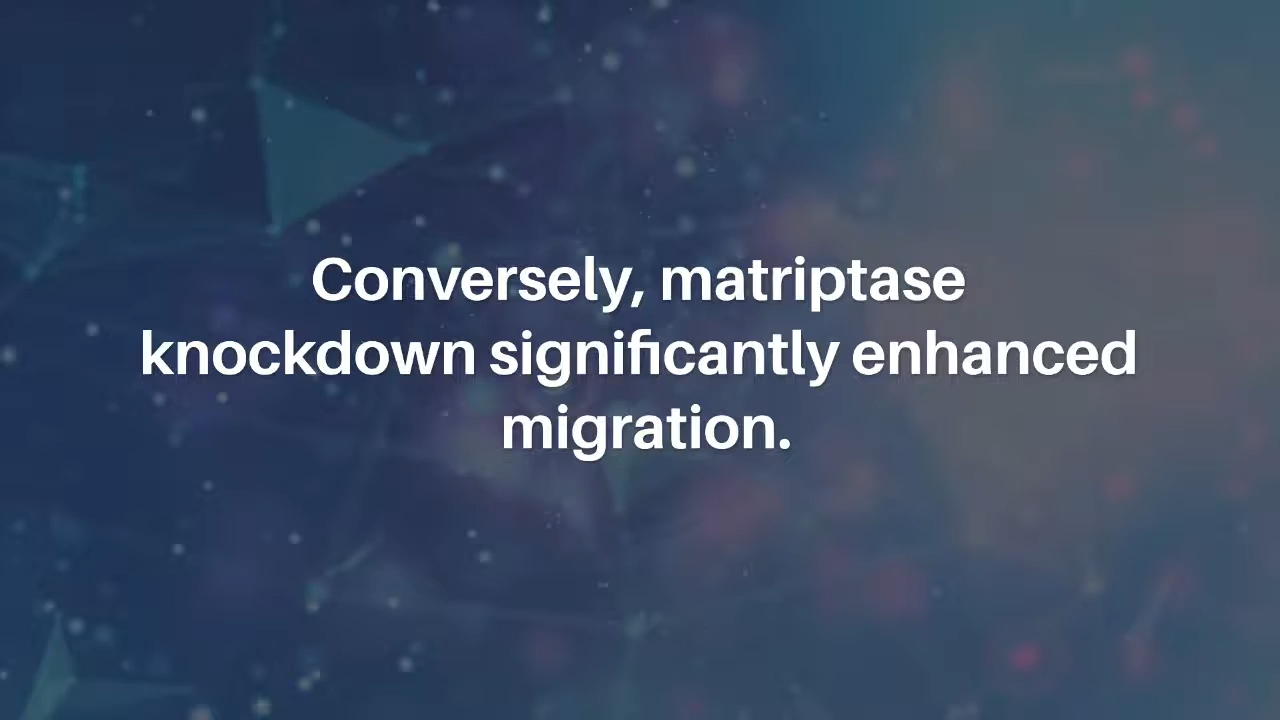 Conversely, matriptase
knockdown significantly enhanced
migration.